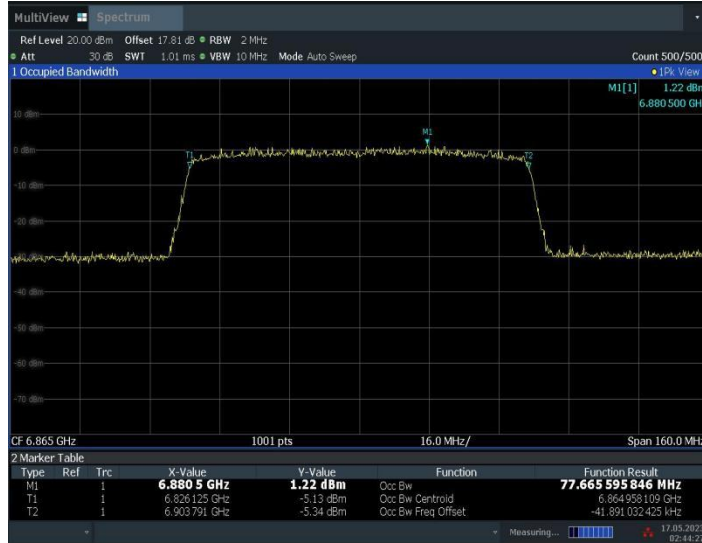 MultiView Spectrum
Ref Level 20.00 dBm Offset 17.81 dB RBW 2 MHz
Att 30 dB SWT 1.01 ms VBW 10 MHz Mode Auto Sweep Count 500/500
1 Occupied Bandwidth 1Pk View
M1[1] 1.22 dBm
6.880 500 GH
10 dBm
M1
0 dBm
T1 T2
-10 dBm
-20 dBm
-40 dBm
-50 dBm
-60 dBm
-70 dBm
CF 6.865 GHz 1001 pts 16.0 MHz/ Span 160.0 MHz
2 Marker Table
Type Ref Trc X-Value Y-Value Function Function Result
M1 1 6.880 5 GHz 1.22 dBm Occ Bw 77.665 595 846 MHz
T1 1 6.826 125 GHz -5.13 dBm Occ Bw Centroid 6.864 958 109 GHz
T2 1 6.903 791 GHz -5.34 dBm Occ Bw Freq Offset -41.891 032 425 kHz
Measuring... 17.05.2023
02:44:27